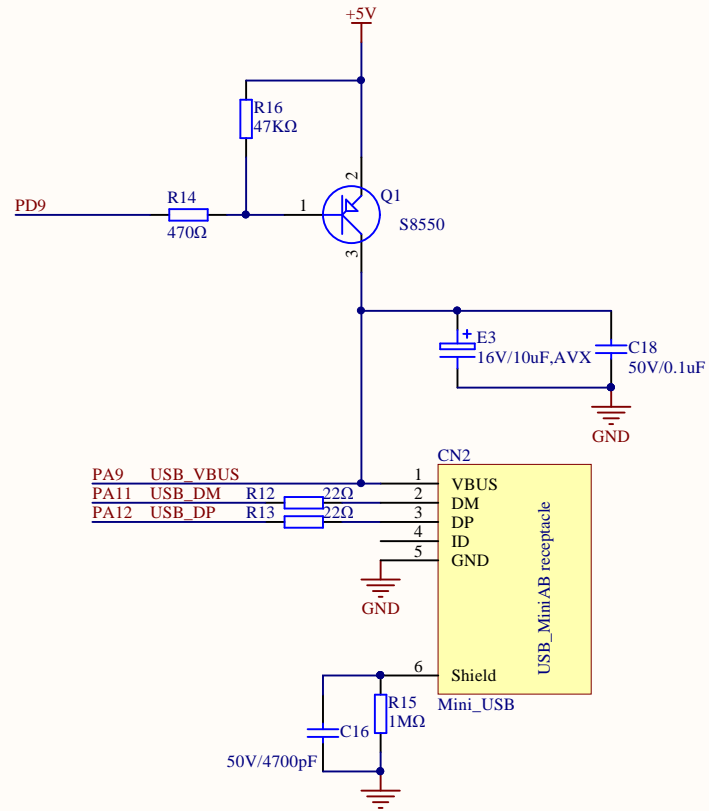 +5V
R16
47KΩ
2
PD9
R14
1
Q1
470Ω
S8550
3
E3
16V/10uF,AVX
C18
50V/0.1uF
GND
CN2
PA9 USB_VBUS
1 VBUS
PA11 USB_DM R12 22Ω
2 DM
PA12 USB_DP R13 22Ω
3 DP
4 ID
5 GND
GND
USB_MiniAB receptacle
6 Shield
R15
Mini_USB
1MΩ
C16
50V/4700pF
+